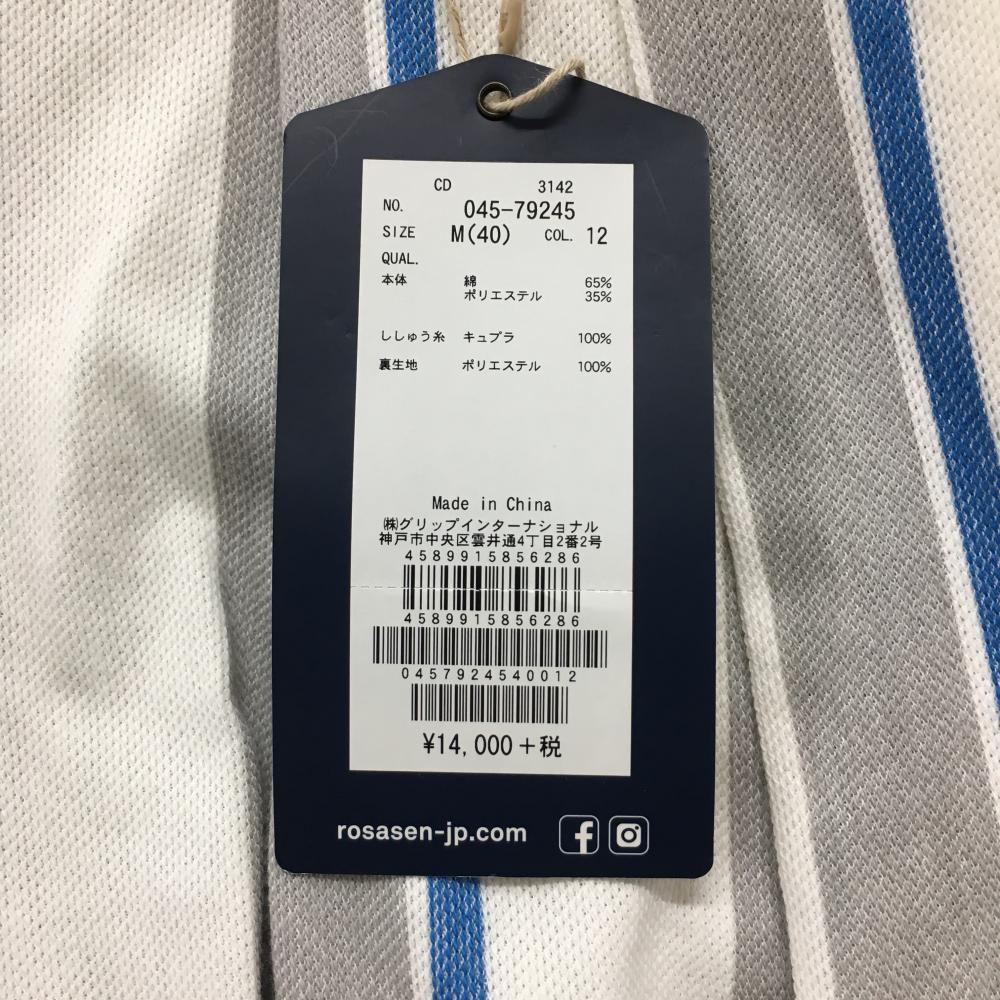 CD 3142
NO. 045-79245
SIZE M(40) COL. 12
QUAL.
本体 綿 65%
ポリエステル 35%
ししゅう糸 キュプラ 100%
裏生地 ポリエステル 100%
Made in China
㈱グリップインターナショナル
神戸市中央区雲井通4丁目2番2号
4589915856286
4589915856286
0457924540012
¥14,000+税
rosasen-jp.com